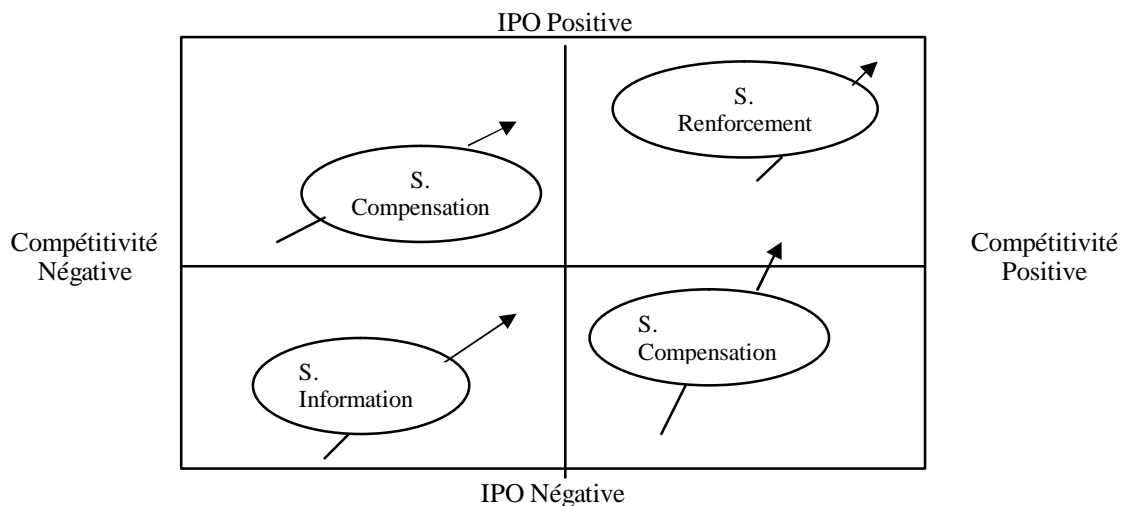 IPO Positive
S.
Renforcement
S.
Compensation
Compétitivité
Négative
Compétitivité
Positive
S.
Compensation
S.
Information
IPO Négative